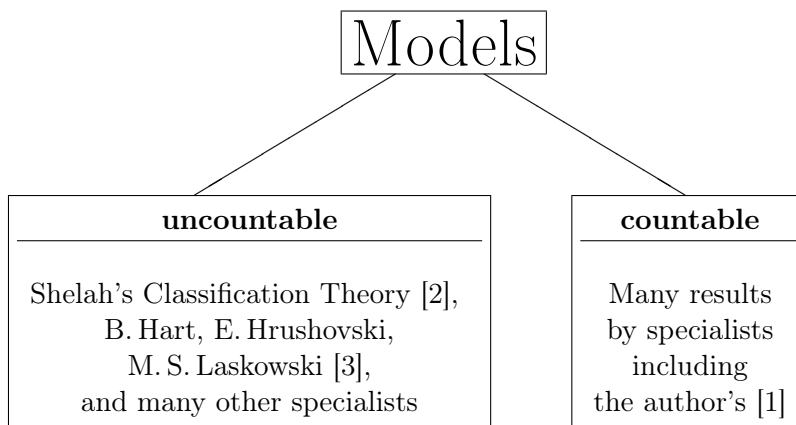 Models
uncountable
Shelah's Classification Theory [2],
B. Hart, E. Hrushovski,
M. S. Laskowski [3],
and many other specialists
countable
Many results
by specialists
including
the author's [1]